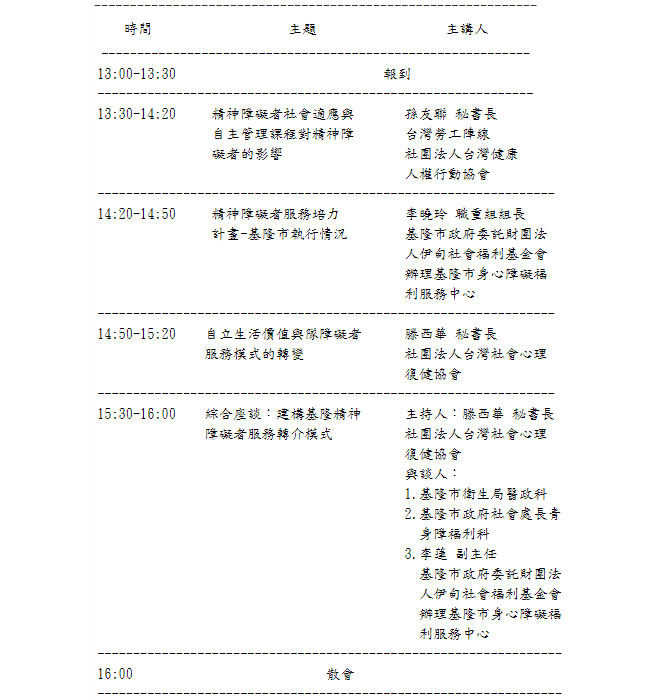 時間 主題 主講人
13:00-13:30 報到
13:30-14:20 精神障礙者社會適應與 孫友聯 秘書長
自主管理課程對精神障 台灣勞工陣線
礙者的影響 社團法人台灣健康
人權行動協會
14:20-14:50 精神障礙者服務培力 李曉玲 職重組組長
計畫-基隆市執行情況 基隆市政府委託財團法
人伊甸社會福利基金會
辦理基隆市身心障礙福
利服務中心
14:50-15:20 自立生活價值與隊障礙者 滕西華 秘書長
服務模式的轉變 社團法人台灣社會心理
復健協會
15:30-16:00 綜合座談：建構基隆精神 主持人：滕西華 秘書長
障礙者服務轉介模式 社團法人台灣社會心理
復健協會
與談人：
1.基隆市衛生局醫政科
2.基隆市政府社會處長青
身障福利科
3.李蓮 副主任
基隆市政府委託財團法
人伊甸社會福利基金會
辦理基隆市身心障礙福
利服務中心
16:00 散會